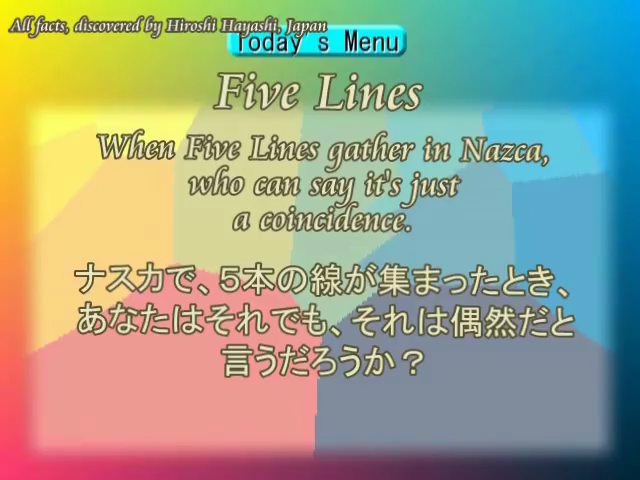 All facts, discovered by Hiroshi Hayashi, Japan
Today's Menu
Five Lines
When Five Lines gather in Nazca,
who can say it's just
a coincidence.
ナスカで、５本の線が集まったとき、
あなたはそれでも、それは偶然だと
言うだろうか？